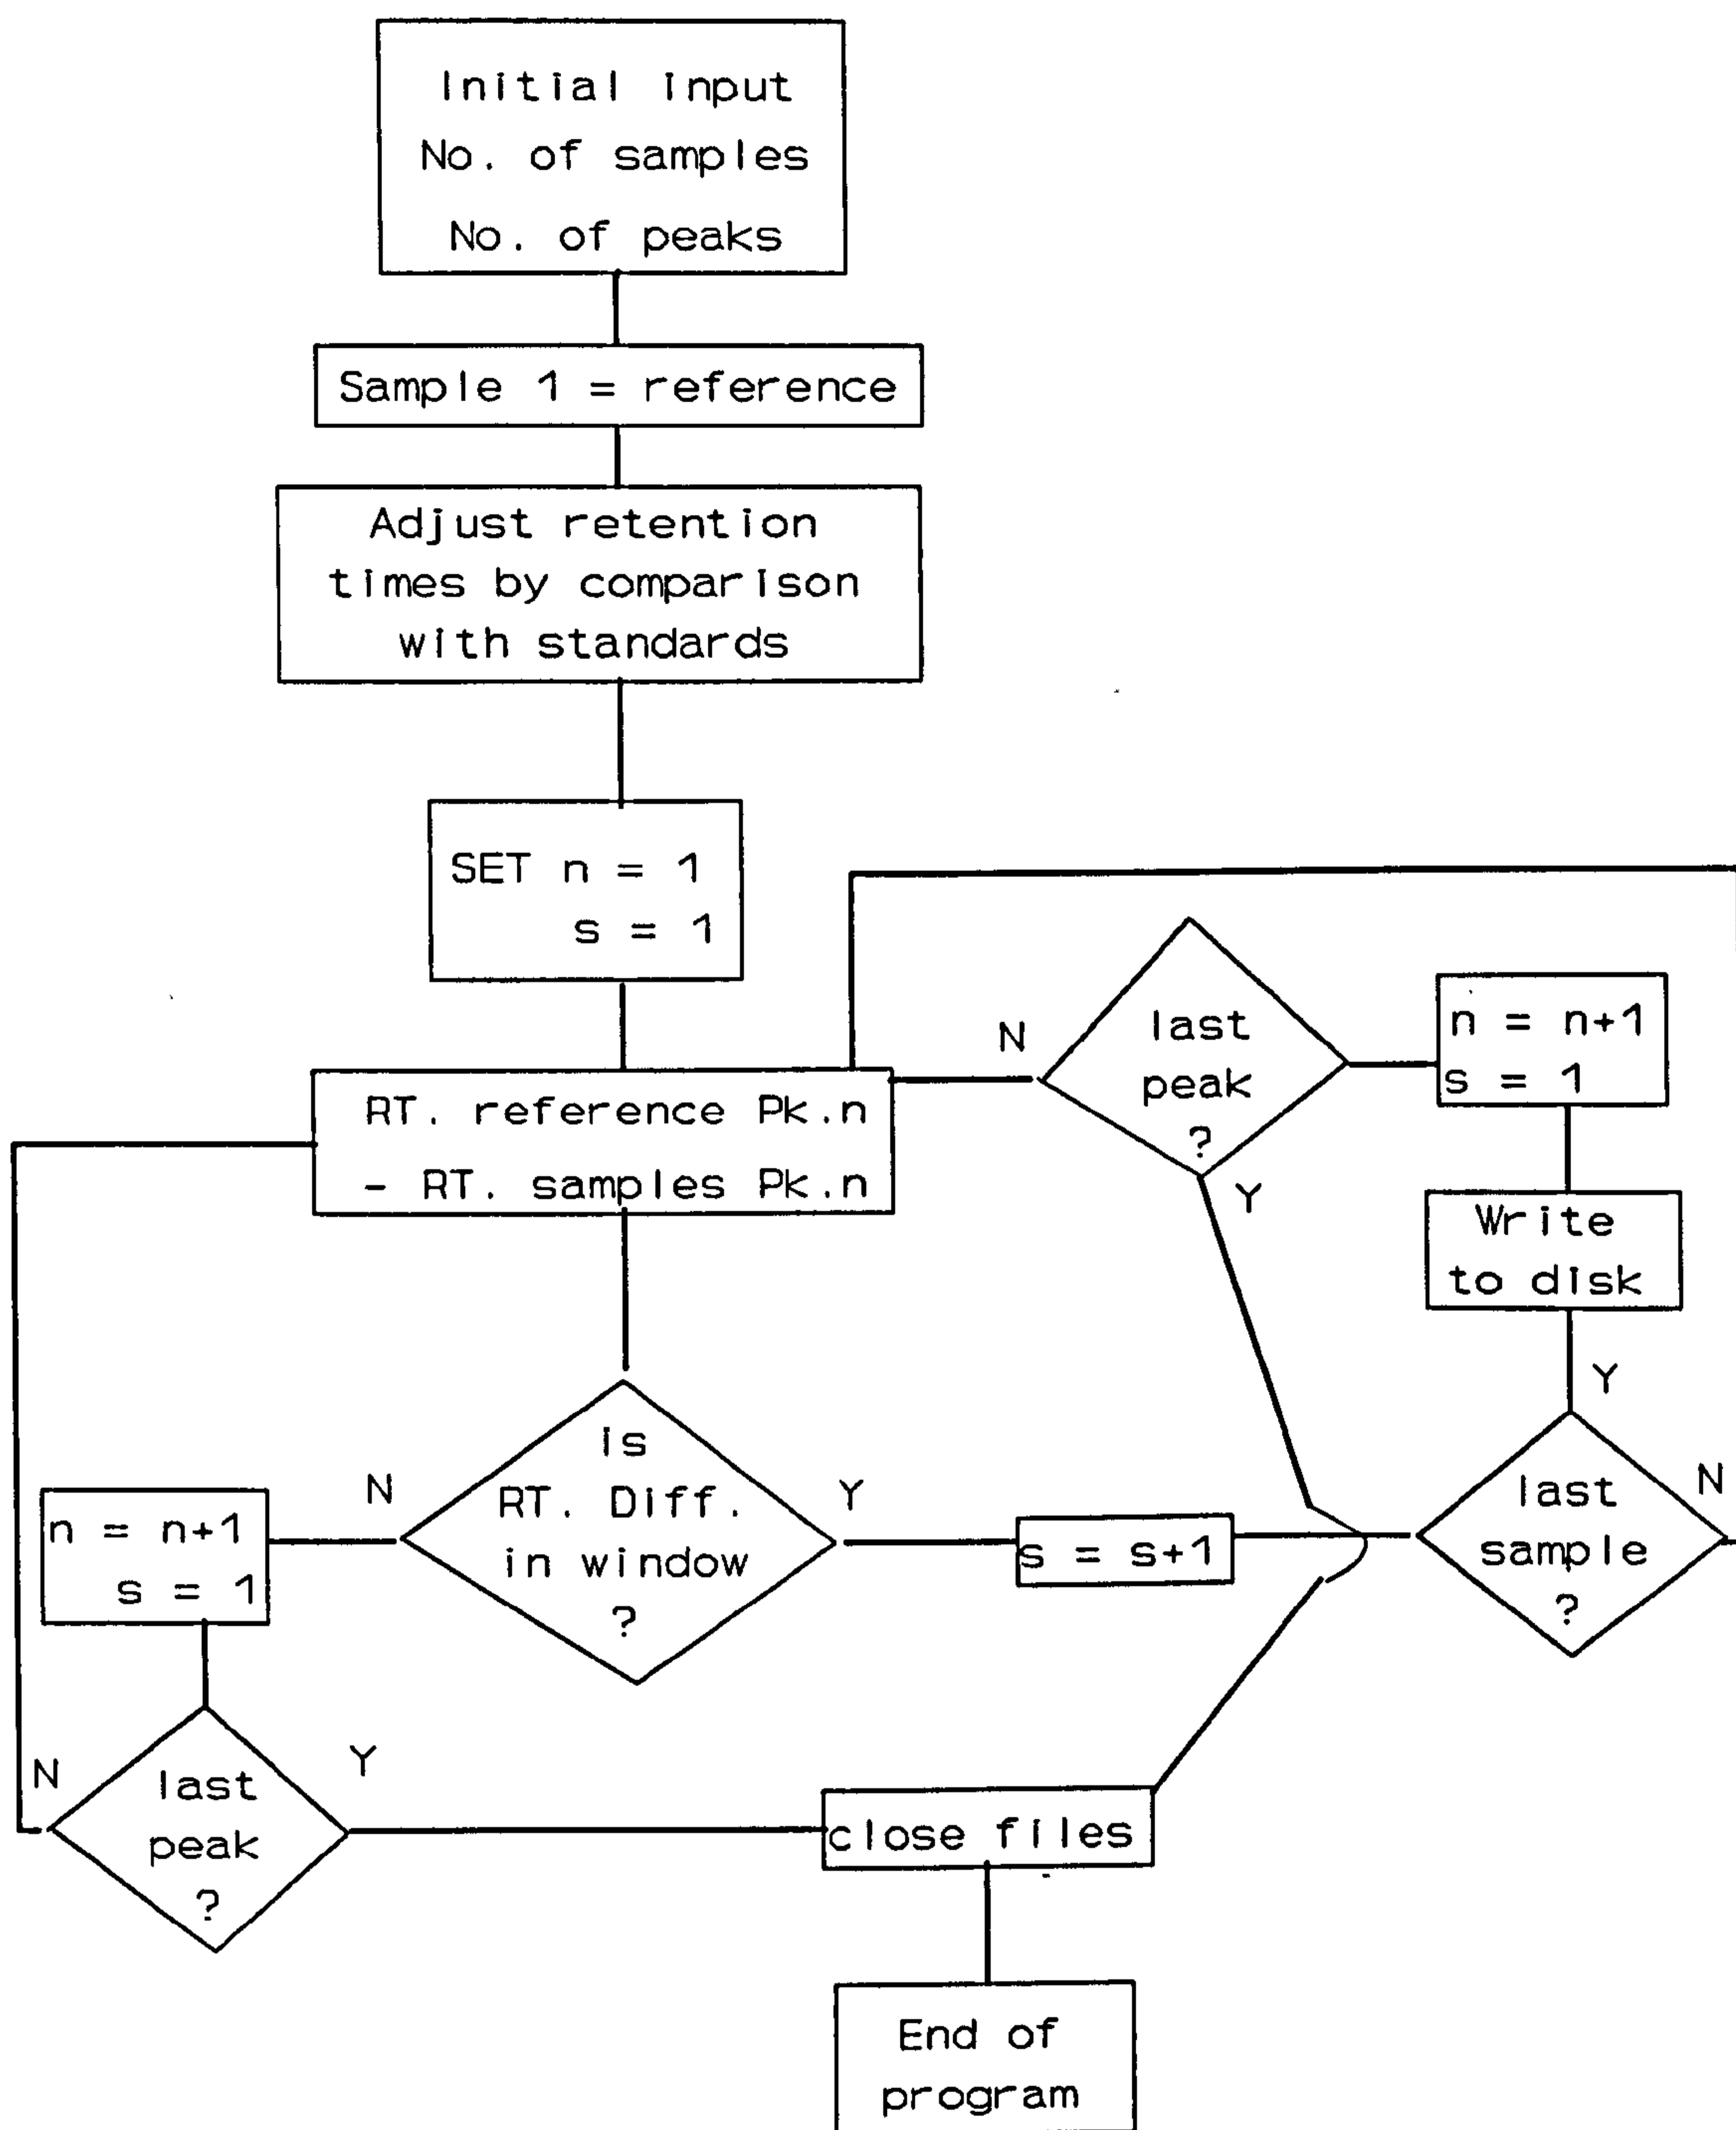 Initial input
No. of samples
No. of peaks
Sample 1 = reference
Adjust retention
times by comparison
with standards
SET n = 1
s = 1
RT. reference Pk.n
- RT. samples Pk.n
N
last
peak
?
Y
n = n+1
s = 1
Write
to disk
Y
last
sample
?
N
is
RT. Diff.
in window
?
N
Y
s = s+1
n = n+1
s = 1
last
peak
?
N
Y
close files
End of
program